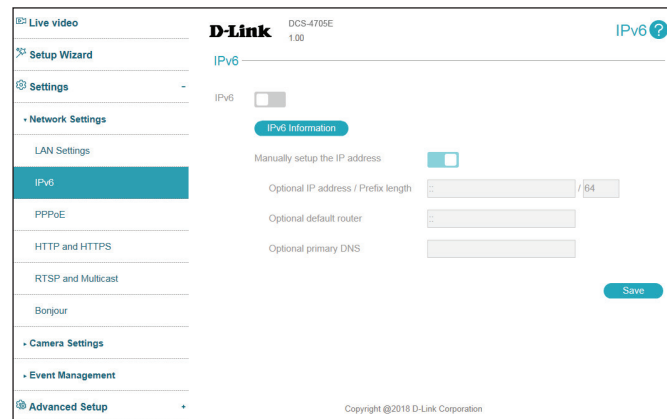 Live video
Setup Wizard
Settings -
Network Settings
LAN Settings
IPv6
PPPoE
HTTP and HTTPS
RTSP and Multicast
Bonjour
Camera Settings
Event Management
Advanced Setup +
D-Link
DCS-4705E
1.00
IPv6 ?
IPv6
IPv6
IPv6 Information
Manually setup the IP address
Optional IP address / Prefix length :: / 64
Optional default router ::
Optional primary DNS
Save
Copyright @2018 D-Link Corporation